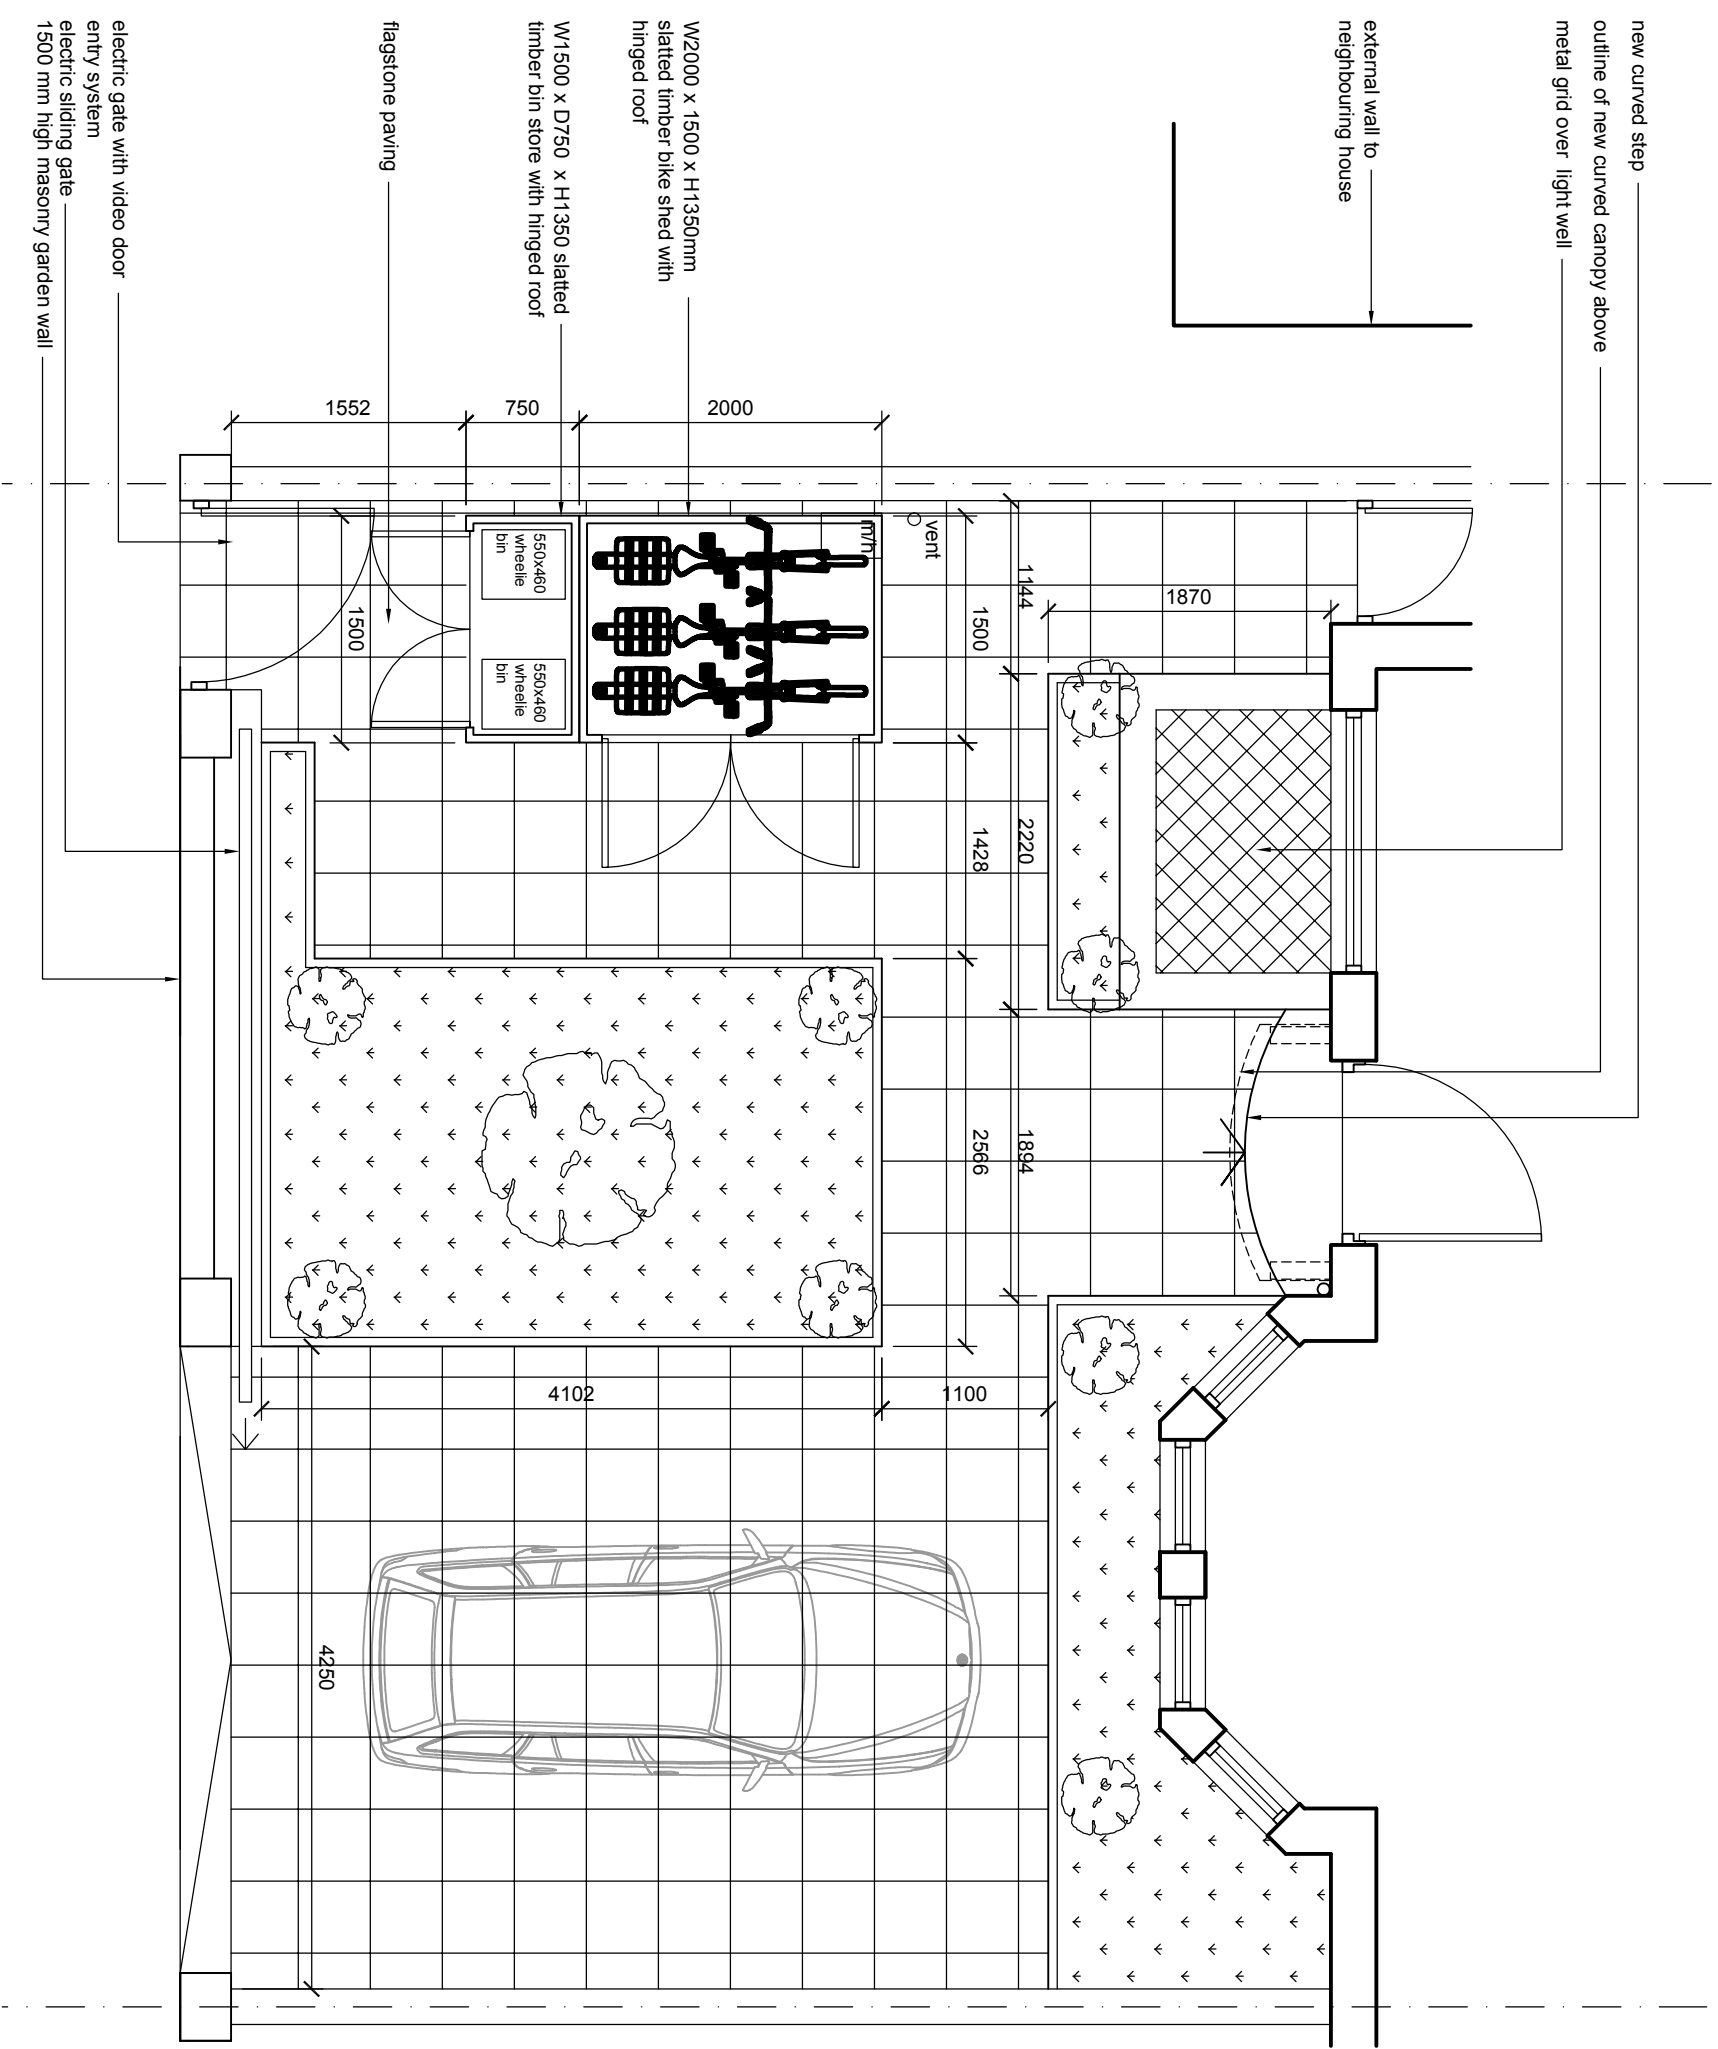 new curved step
outline of new curved canopy above
metal grid over light well
external wall to
neighbouring house
W2000 x 1500 x H1350mm
slatted timber bike shed with
hinged roof
W1500 x D750 x H1350 slatted
timber bin store with hinged roof
flagstone paving
electric gate with video door
entry system
electric sliding gate
1500 mm high masonry garden wall
1552
750
2000
vent
m/h
550x460
wheelie
bin
550x460
wheelie
bin
1500
1144
1500
1870
2220
1428
1894
2566
4102
1100
4250